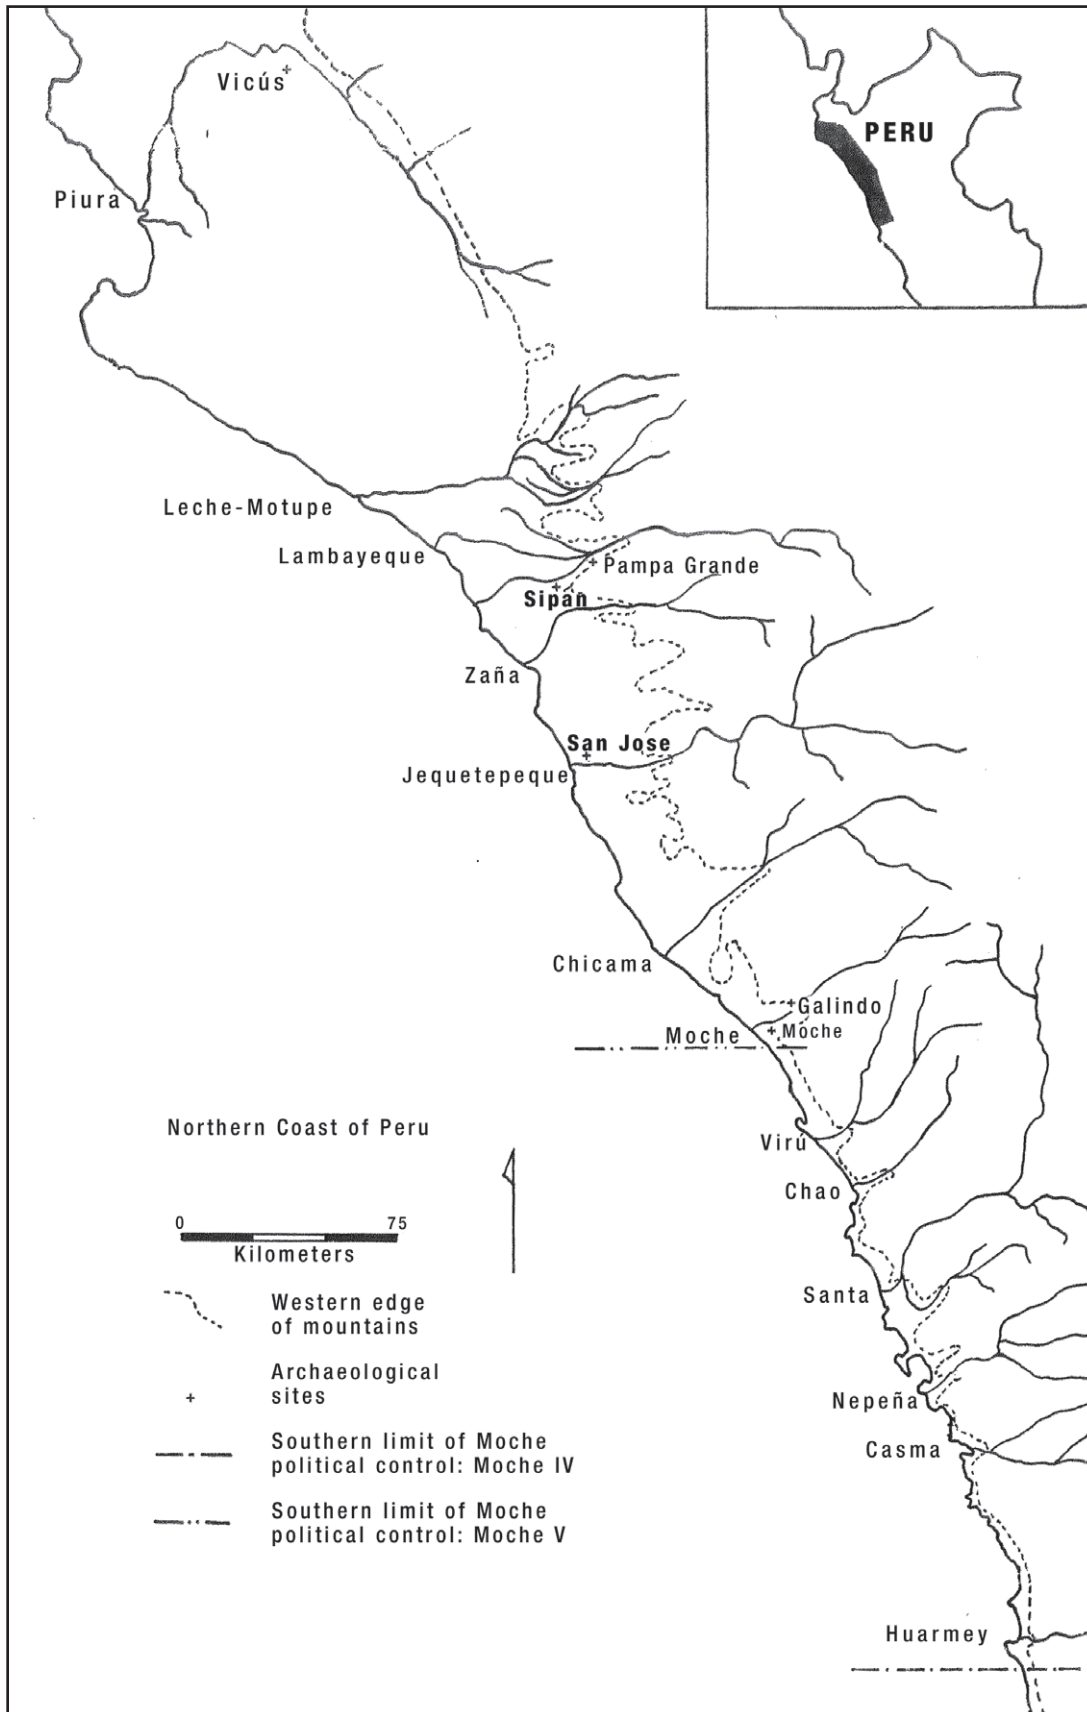 Vicús
PERU
Piura
Leche-Motupe
Lambayeque
Pampa Grande
Sipan
Zaña
San Jose
Jequetepeque
Chicama
Galindo
Moche
Moche
Northern Coast of Peru
Virú
Chao
0 75
Kilometers
Santa
Western edge
of mountains
Archaeological
sites
Nepeña
Southern limit of Moche
political control: Moche IV
Casma
Southern limit of Moche
political control: Moche V
Huarmey